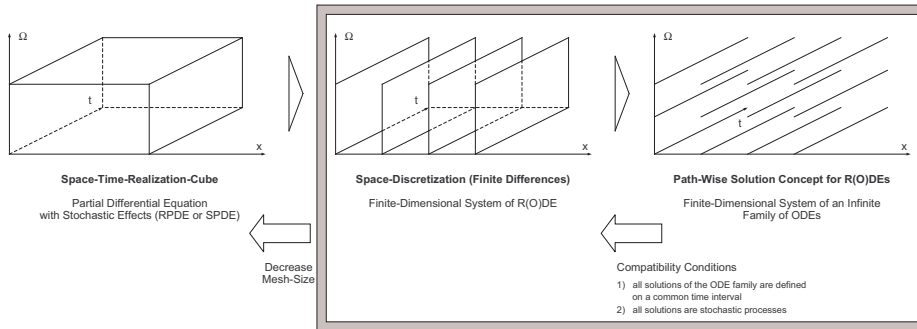 Ω
t
x
Space-Time-Realization-Cube
Partial Differential Equation
with Stochastic Effects (RPDE or SPDE)
Decrease
Mesh-Size
Ω
t
x
Space-Discretization (Finite Differences)
Finite-Dimensional System of R(O)DE
Ω
t
x
Path-Wise Solution Concept for R(O)DEs
Finite-Dimensional System of an Infinite
Family of ODEs
Compatibility Conditions
1) all solutions of the ODE family are defined
on a common time interval
2) all solutions are stochastic processes